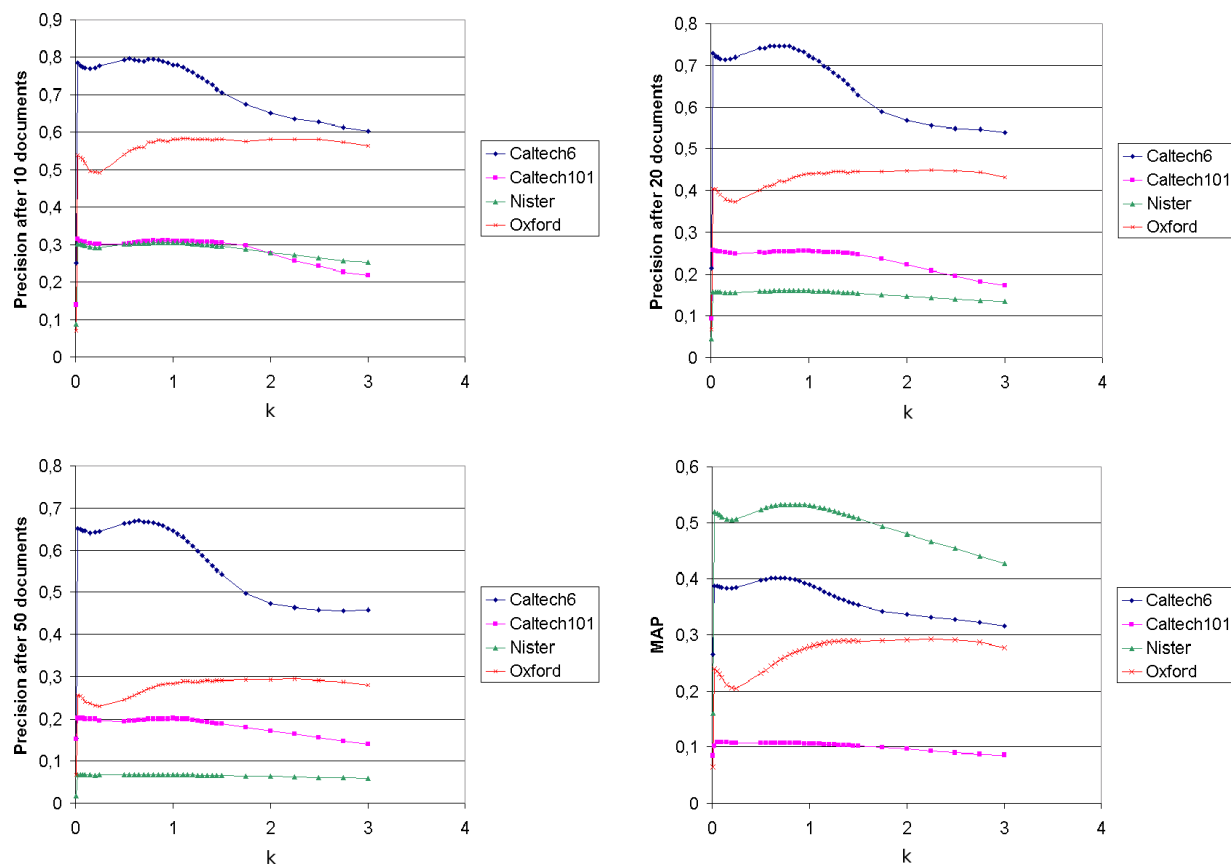 Precision after 10 documents
0,9
0,8
0,7
0,6
0,5
0,4
0,3
0,2
0,1
0
0 1 2 3 4
k
Caltech6
Caltech101
Nister
Oxford
Precision after 20 documents
0,8
0,7
0,6
0,5
0,4
0,3
0,2
0,1
0
0 1 2 3 4
k
Caltech6
Caltech101
Nister
Oxford
Precision after 50 documents
0,8
0,7
0,6
0,5
0,4
0,3
0,2
0,1
0
0 1 2 3 4
k
Caltech6
Caltech101
Nister
Oxford
MAP
0,6
0,5
0,4
0,3
0,2
0,1
0
0 1 2 3 4
k
Caltech6
Caltech101
Nister
Oxford